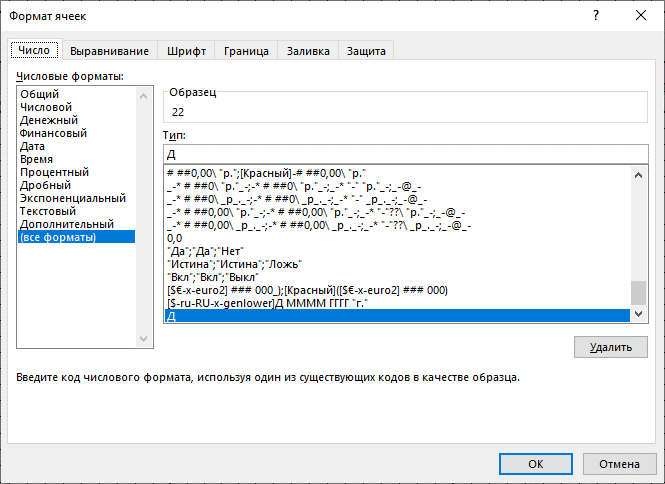 Формат ячеек
?
Число
Выравнивание
Шрифт
Граница
Заливка
Защита
Числовые форматы:
Общий
Числовой
Денежный
Финансовый
Дата
Время
Процентный
Дробный
Экспоненциальный
Текстовый
Дополнительный
(все форматы)
Образец
22
Тип:
Д
# ##0,00\ "р.";[Красный]-# ##0,00\ "р."
_-* # ##0\ "р."_-;-* # ##0\ "р."_-;_-* "-" "р."_-;_-@_-
_-* # ##0\ _р_._-;-* # ##0\ _р_._-;_-* "-" _р_._-;_-@_-
_-* # ##0,00\ "р."_-;-* # ##0,00\ "р."_-;_-* "-"??\ "р."_-;_-@_-
_-* # ##0,00\ _р_._-;-* # ##0,00\ _р_._-;_-* "-"??\ _р_._-;_-@_-
0,0
"Да";"Да";"Нет"
"Истина";"Истина";"Ложь"
"Вкл";"Вкл";"Выкл"
[$€-x-euro2] ### 000_);[Красный]([$€-x-euro2] ### 000)
[$-ru-RU-x-genlower]Д ММММ ГГГГ "г."
Д
Удалить
Введите код числового формата, используя один из существующих кодов в качестве образца.
ОК
Отмена